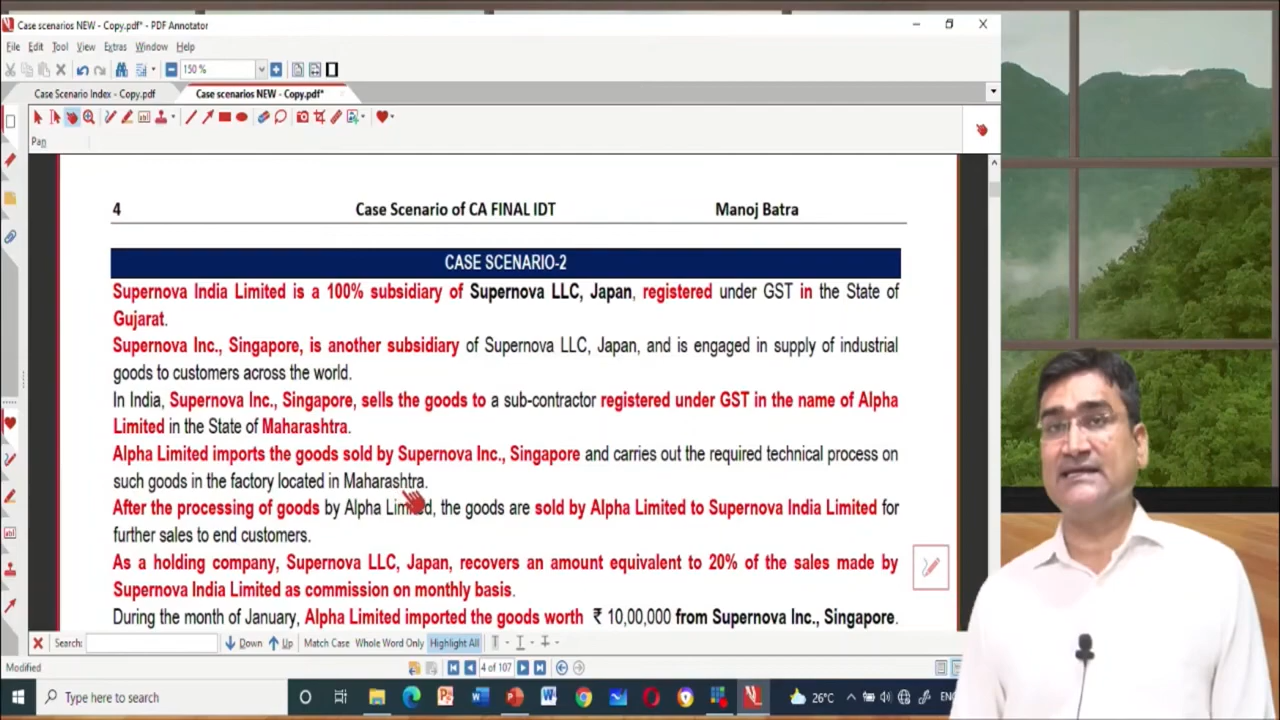 Case scenarios NEW - Copy.pdf* - PDF Annotator
File Edit Tool View Extras Window Help
150 %
Case Scenario Index - Copy.pdf Case scenarios NEW - Copy.pdf*
Pan
4 Case Scenario of CA FINAL IDT Manoj Batra
CASE SCENARIO-2
Supernova India Limited is a 100% subsidiary of Supernova LLC, Japan, registered under GST in the State of
Gujarat.
Supernova Inc., Singapore, is another subsidiary of Supernova LLC, Japan, and is engaged in supply of industrial
goods to customers across the world.
In India, Supernova Inc., Singapore, sells the goods to a sub-contractor registered under GST in the name of Alpha
Limited in the State of Maharashtra.
Alpha Limited imports the goods sold by Supernova Inc., Singapore and carries out the required technical process on
such goods in the factory located in Maharashtra.
After the processing of goods by Alpha Limited, the goods are sold by Alpha Limited to Supernova India Limited for
further sales to end customers.
As a holding company, Supernova LLC, Japan, recovers an amount equivalent to 20% of the sales made by
Supernova India Limited as commission on monthly basis.
During the month of January, Alpha Limited imported the goods worth ₹ 10,00,000 from Supernova Inc., Singapore.
Search: Down Up Match Case Whole Word Only Highlight All
Modified 4 of 107
Type here to search 26°C ENG